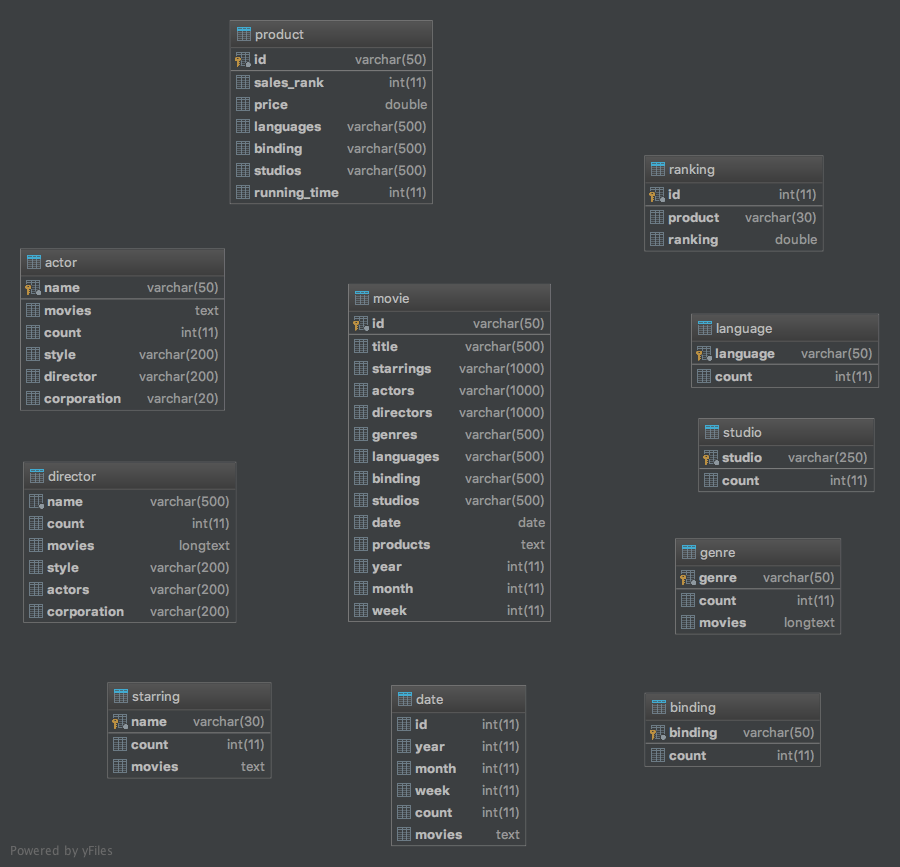 product
id varchar(50)
sales_rank int(11)
price double
languages varchar(500)
binding varchar(500)
studios varchar(500)
running_time int(11)
ranking
id int(11)
product varchar(30)
ranking double
actor
name varchar(50)
movies text
count int(11)
style varchar(200)
director varchar(200)
corporation varchar(20)
movie
id varchar(50)
title varchar(500)
starrings varchar(1000)
actors varchar(1000)
directors varchar(1000)
genres varchar(500)
languages varchar(500)
binding varchar(500)
studios varchar(500)
date date
products text
year int(11)
month int(11)
week int(11)
language
language varchar(50)
count int(11)
studio
studio varchar(250)
count int(11)
director
name varchar(500)
count int(11)
movies longtext
style varchar(200)
actors varchar(200)
corporation varchar(200)
genre
genre varchar(50)
count int(11)
movies longtext
starring
name varchar(30)
count int(11)
movies text
date
id int(11)
year int(11)
month int(11)
week int(11)
count int(11)
movies text
binding
binding varchar(50)
count int(11)
Powered by yFiles